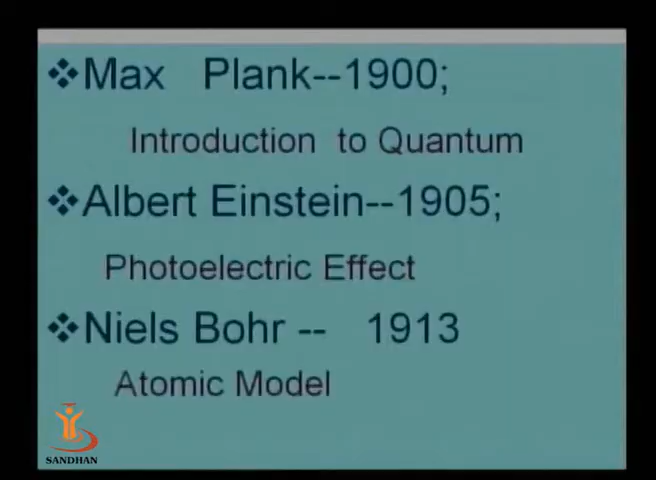 ❖Max Plank--1900;
Introduction to Quantum
❖Albert Einstein--1905;
Photoelectric Effect
❖Niels Bohr -- 1913
Atomic Model
SANDHAN